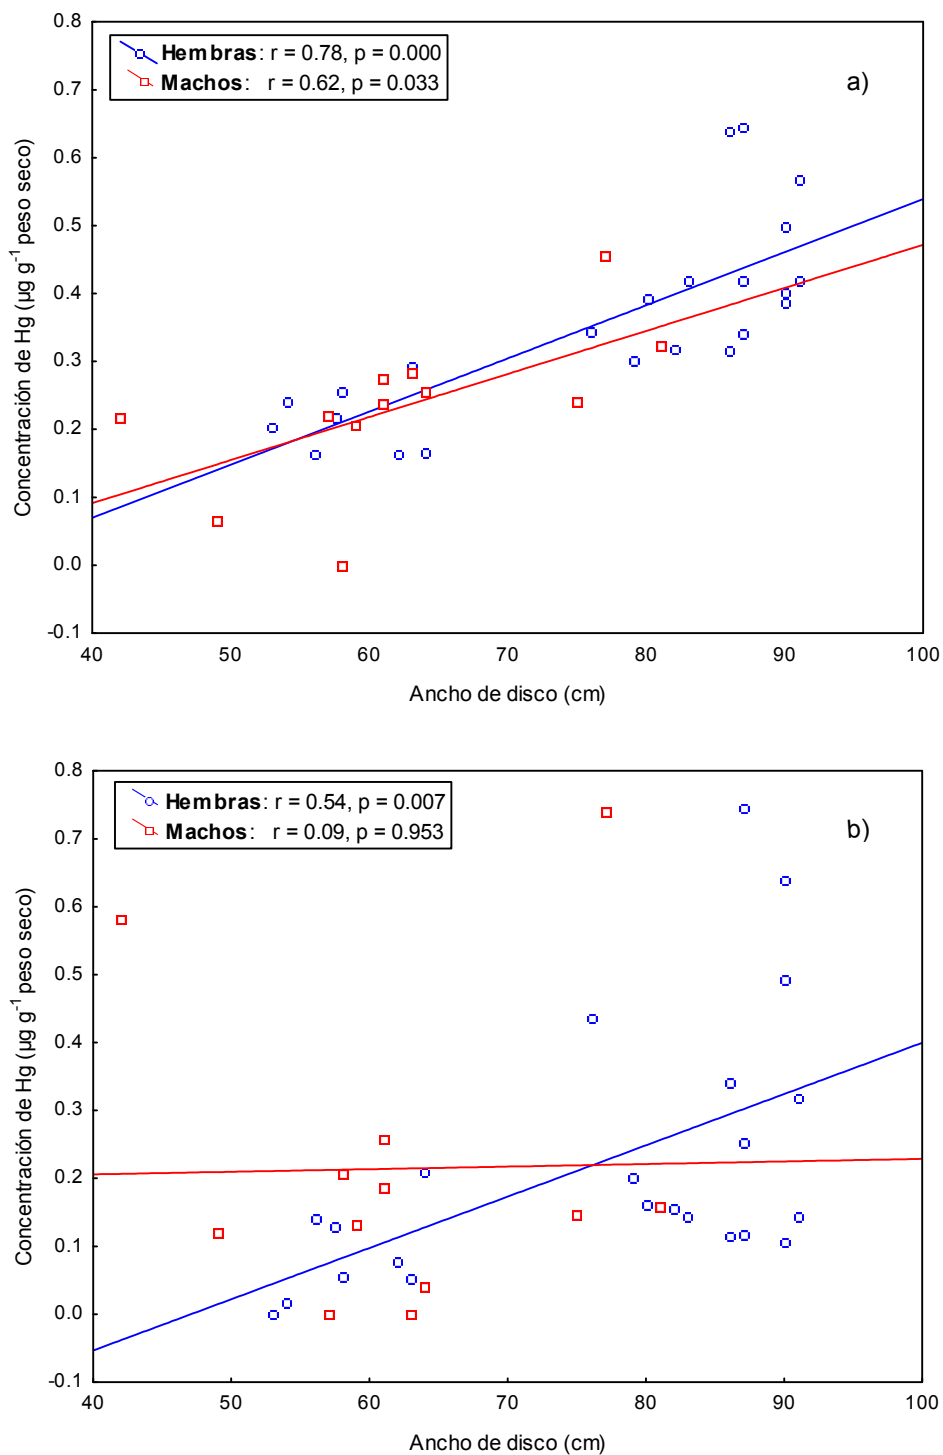 0.8
Hembras: r = 0.78, p = 0.000
Machos: r = 0.62, p = 0.033
a)
0.7
0.6
0.5
0.4
0.3
0.2
0.1
0.0
-0.1
Concentración de Hg (µg g⁻¹ peso seco)
40 50 60 70 80 90 100
Ancho de disco (cm)
0.8
Hembras: r = 0.54, p = 0.007
Machos: r = 0.09, p = 0.953
b)
0.7
0.6
0.5
0.4
0.3
0.2
0.1
0.0
-0.1
Concentración de Hg (µg g⁻¹ peso seco)
40 50 60 70 80 90 100
Ancho de disco (cm)